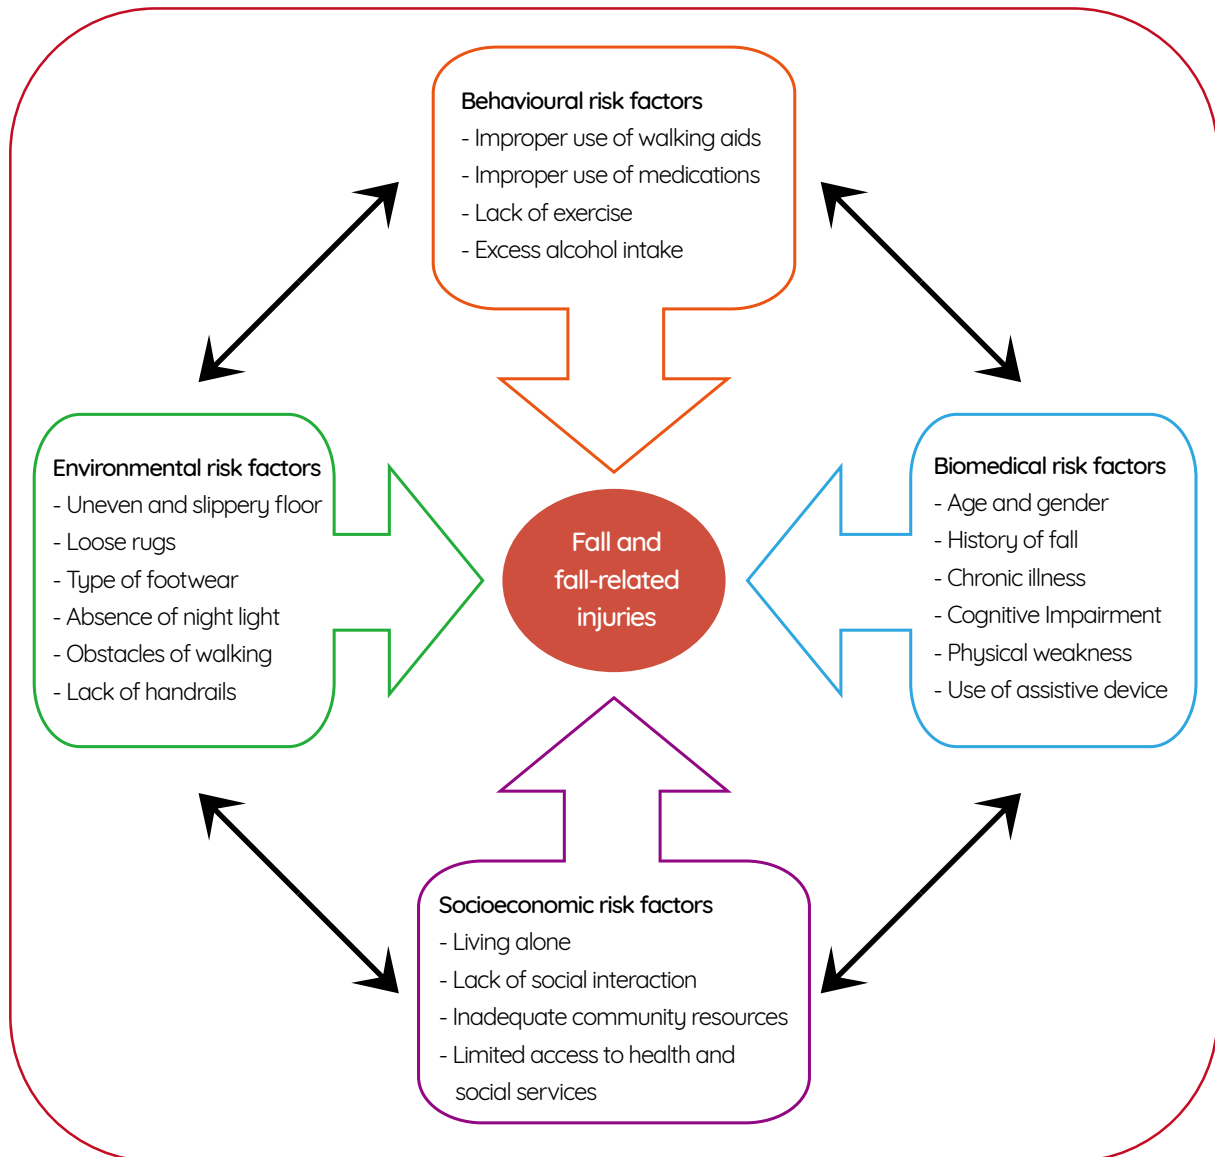 Behavioural risk factors
- Improper use of walking aids
- Improper use of medications
- Lack of exercise
- Excess alcohol intake
Environmental risk factors
- Uneven and slippery floor
- Loose rugs
- Type of footwear
- Absence of night light
- Obstacles of walking
- Lack of handrails
Fall and
fall-related
injuries
Biomedical risk factors
- Age and gender
- History of fall
- Chronic illness
- Cognitive Impairment
- Physical weakness
- Use of assistive device
Socioeconomic risk factors
- Living alone
- Lack of social interaction
- Inadequate community resources
- Limited access to health and
social services